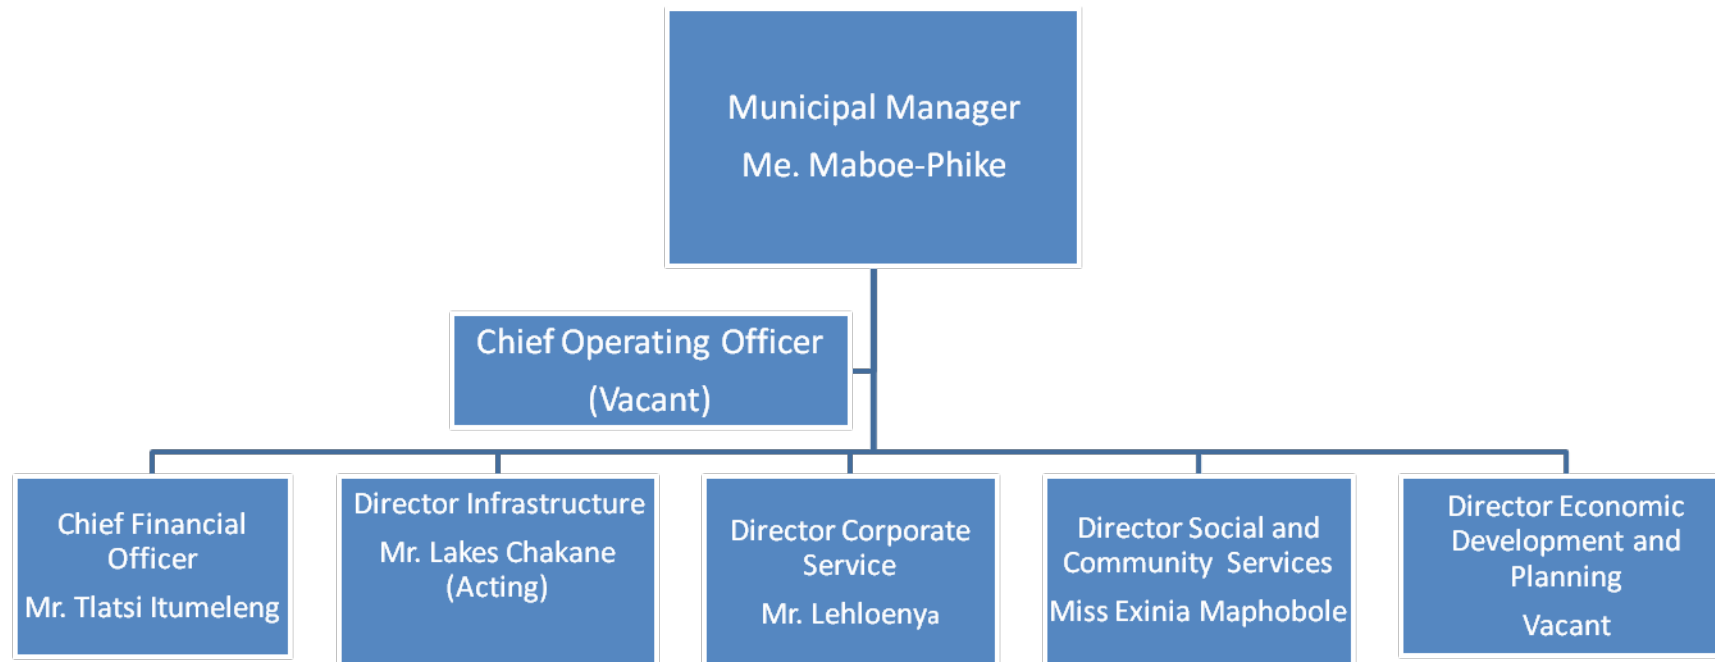 Municipal Manager
Me. Maboe-Phike
Chief Operating Officer
(Vacant)
Chief Financial
Officer
Mr. Tlatsi Itumeleng
Director Infrastructure
Mr. Lakes Chakane
(Acting)
Director Corporate
Service
Mr. Lehloenya
Director Social and
Community Services
Miss Exinia Maphobole
Director Economic
Development and
Planning
Vacant